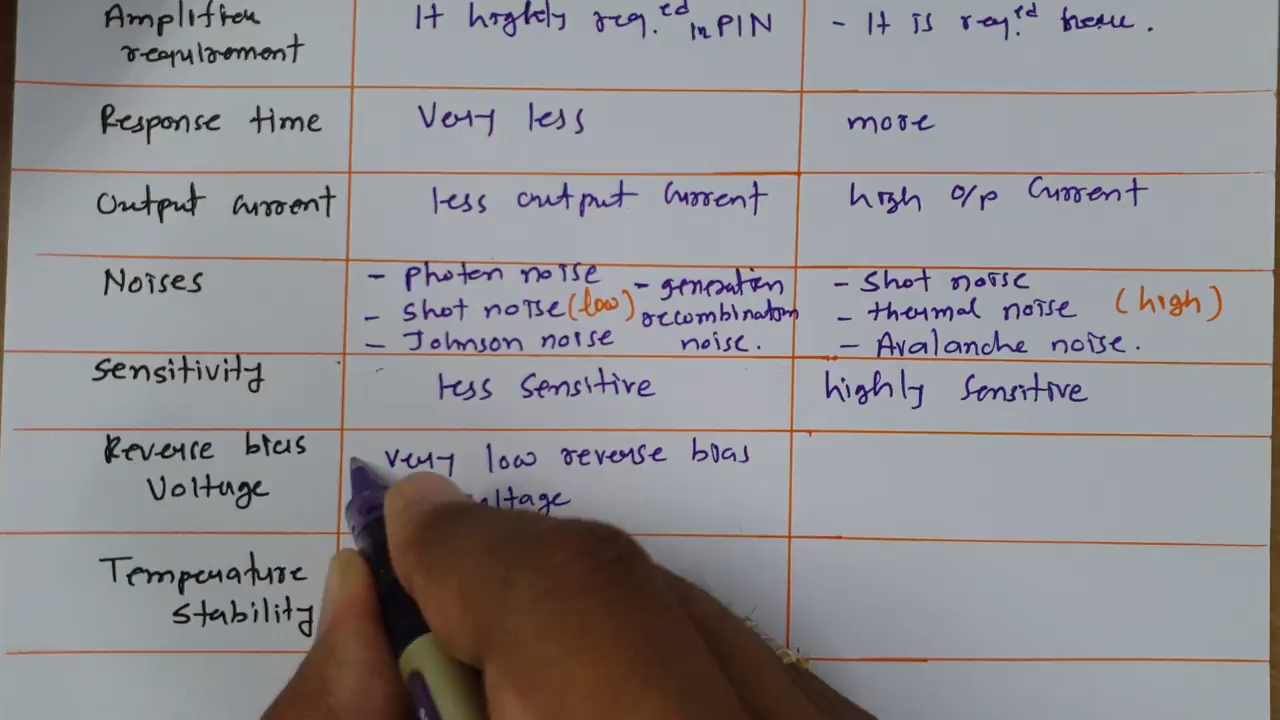 Amplifier It highly req.ed in PIN - It is reqd. here.
requirement
Response time Very less more
Output current less output current high o/p current
Noises - Photon noise - generation - Shot noise
- Shot noise (low) recombination - thermal noise (high)
- Johnson noise noise. - Avalanche noise.
Sensitivity less sensitive highly sensitive
Reverse bias very low reverse bias
Voltage
Temperature
stability